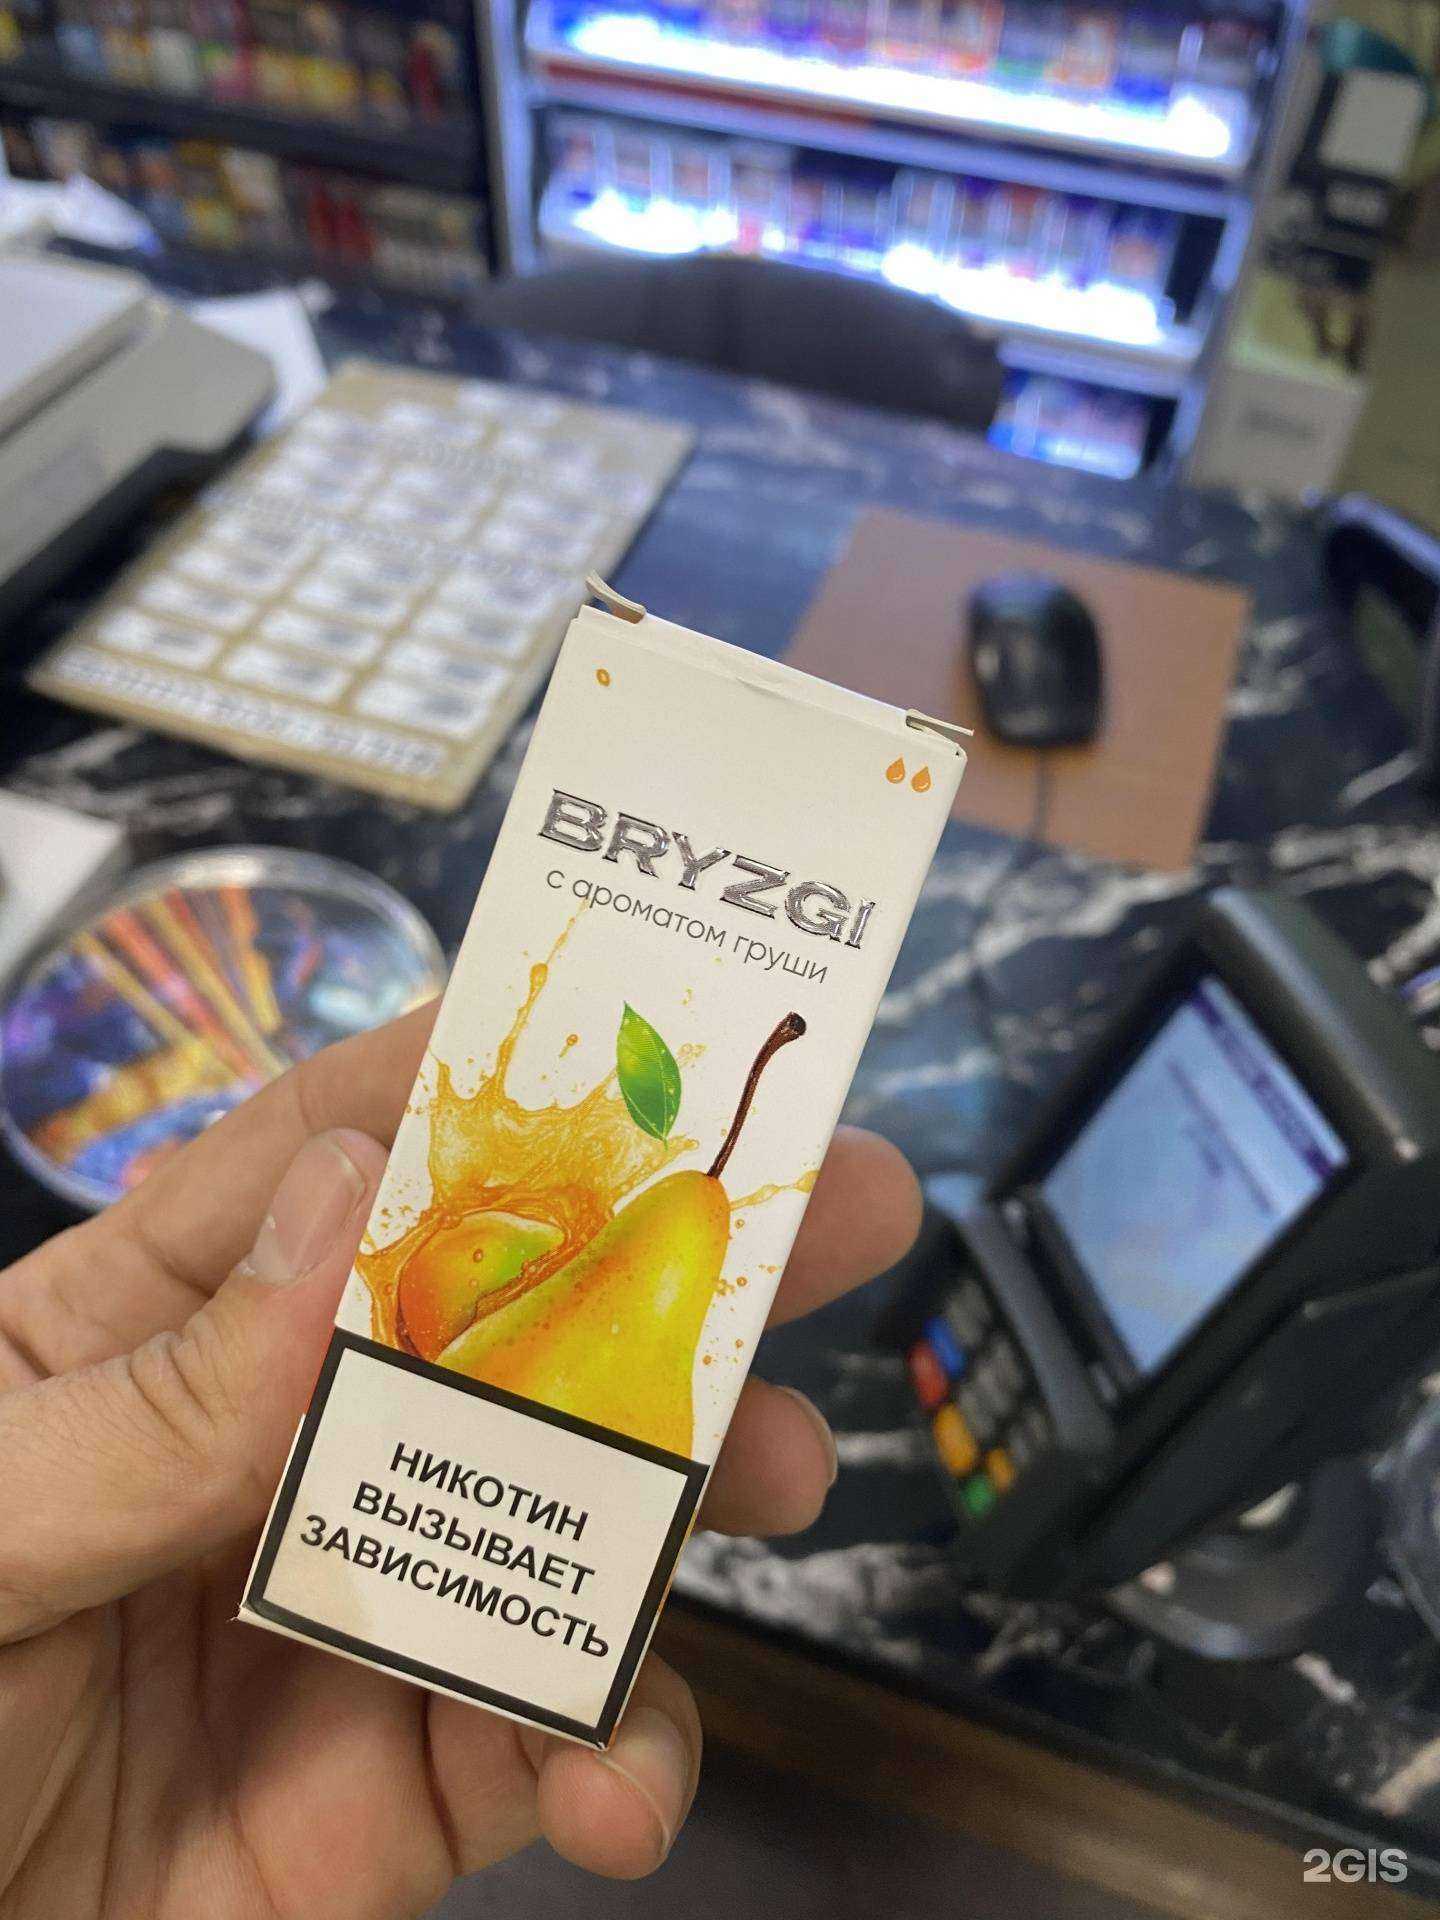 BRYZGI
с ароматом груши
НИКОТИН
ВЫЗЫВАЕТ
ЗАВИСИМОСТЬ
2GIS